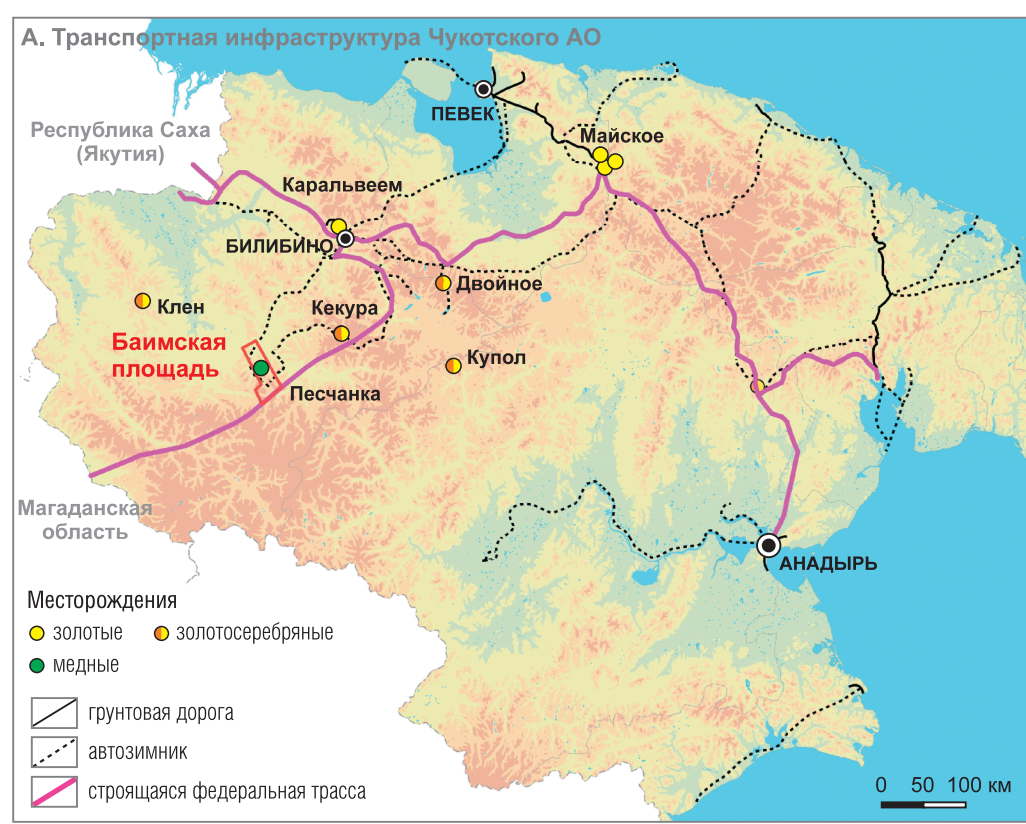 А. Транспортная инфраструктура Чукотского АО
ПЕВЕК
Республика Саха
(Якутия)
Майское
Каральвеем
БИЛИБИНО
Двойное
Клен
Кекура
Баимская
площадь
Купол
Песчанка
Магаданская
область
АНАДЫРЬ
Месторождения
золотые
золотосеребряные
медные
грунтовая дорога
автозимник
строящаяся федеральная трасса
0 50 100 км